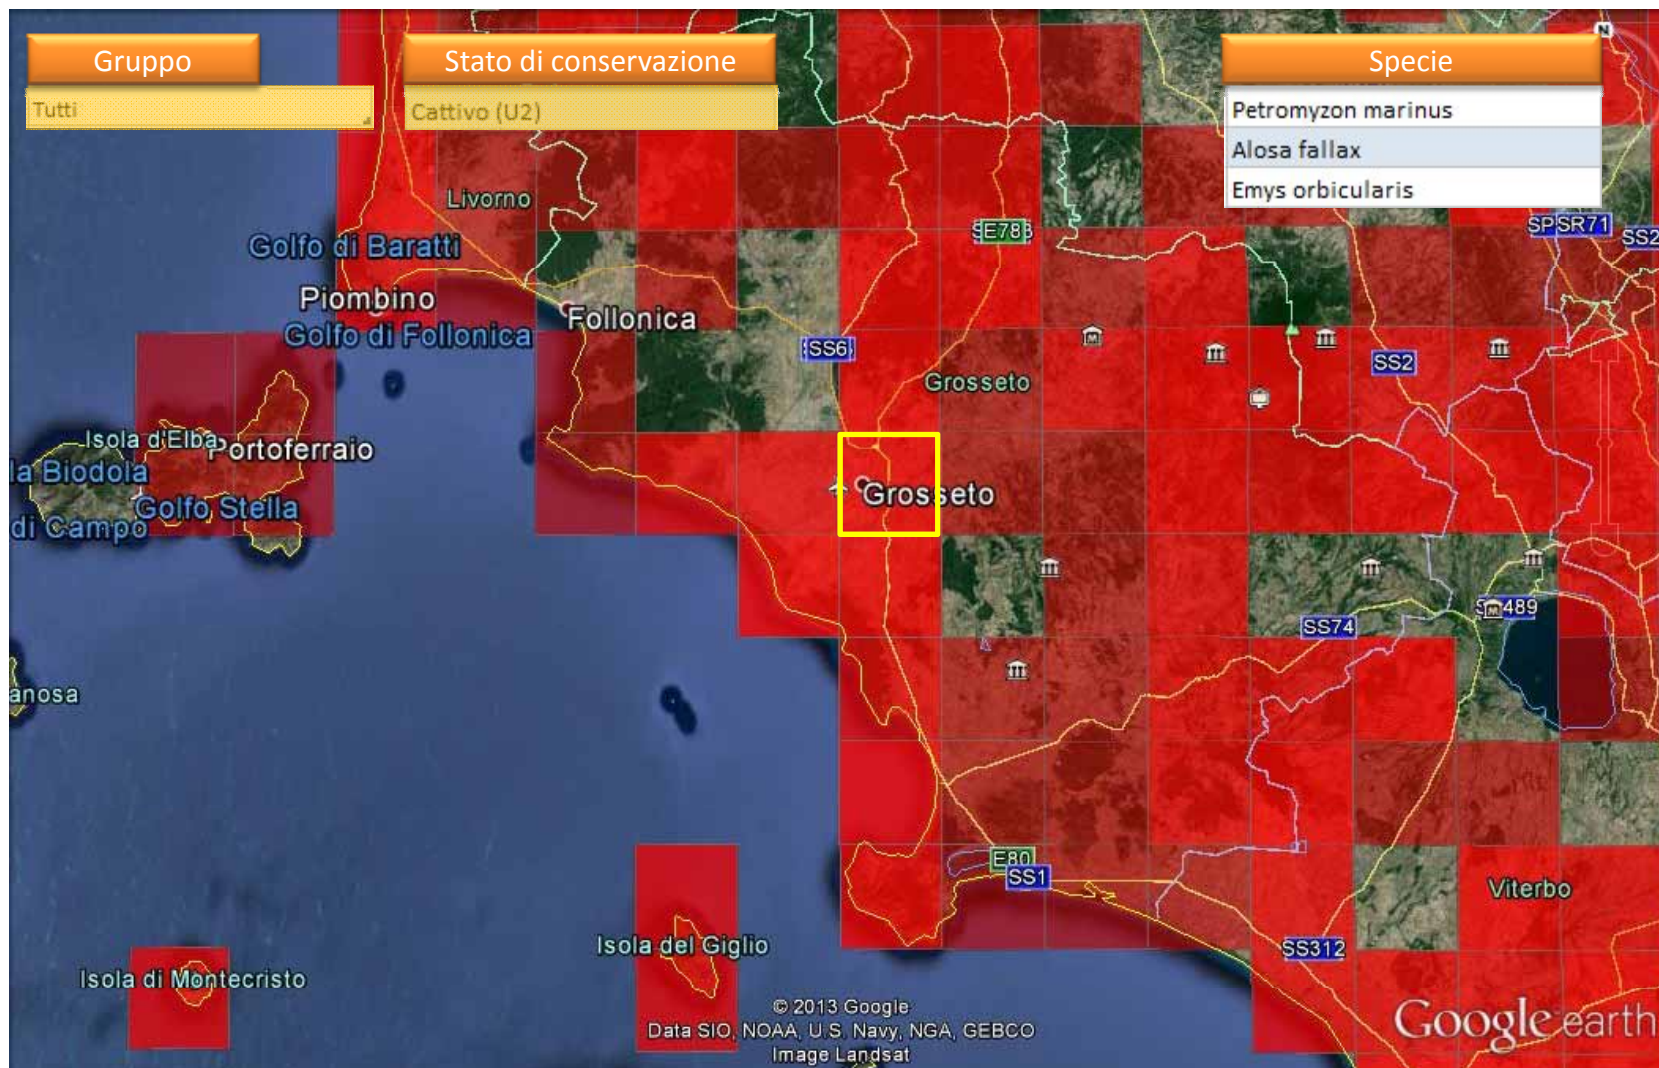 Gruppo
Stato di conservazione
Specie
Tutti
Cattivo (U2)
Petromyzon marinus
Alosa fallax
Emys orbicularis
N
Livorno
SR71
SS2
E78
Golfo di Baratti
Piombino
Golfo di Follonica
Follonica
SS6
SS2
Grosseto
Isola d'Elba
Portoferraio
la Biodola
Golfo Stella
di Campo
Grosseto
489
SS74
anosa
E80
SS1
Viterbo
Isola del Giglio
SS312
Isola di Montecristo
© 2013 Google
Data SIO, NOAA, U.S. Navy, NGA, GEBCO
Image Landsat
Google earth